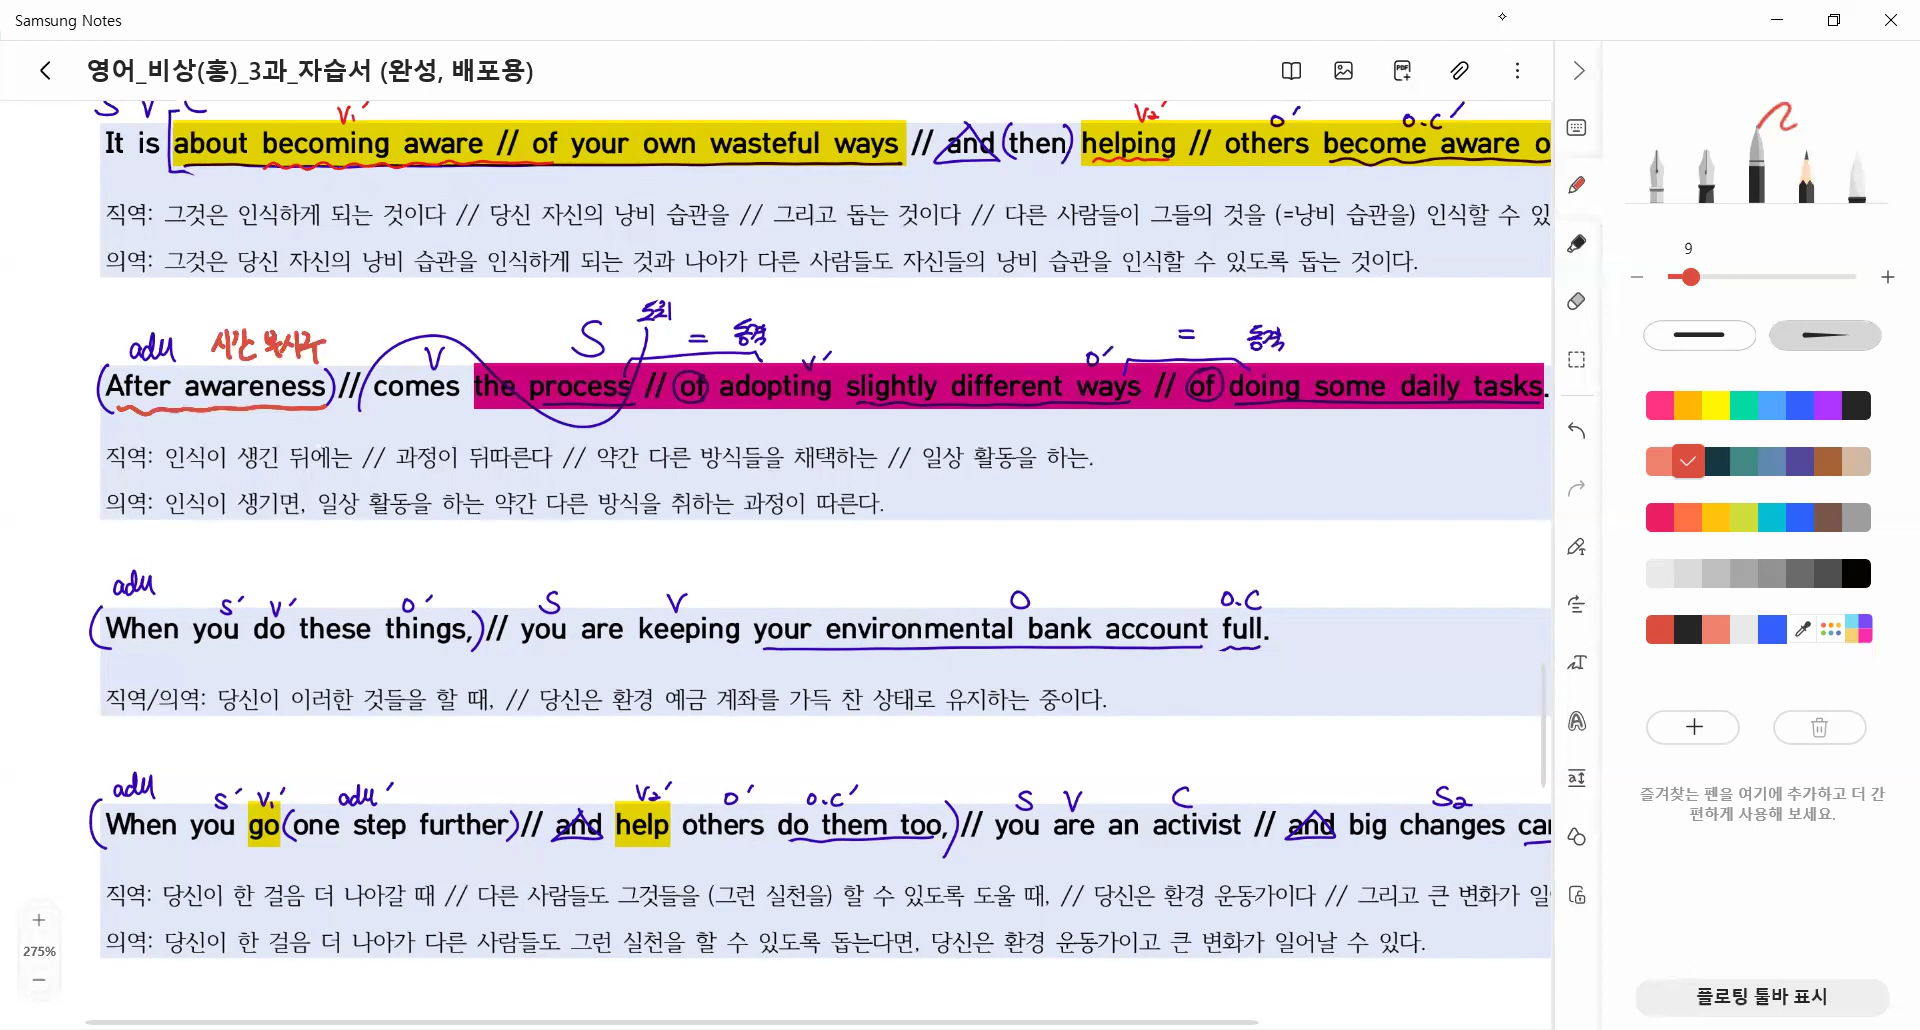 Samsung Notes
영어_비상(홍)_3과_자습서 (완성, 배포용)
S V C V₁′ V₂′ O′ O.C′
It is about becoming aware // of your own wasteful ways // and (then) helping // others become aware o
직역: 그것은 인식하게 되는 것이다 // 당신 자신의 낭비 습관을 // 그리고 돕는 것이다 // 다른 사람들이 그들의 것을 (=낭비 습관을) 인식할 수 있
의역: 그것은 당신 자신의 낭비 습관을 인식하게 되는 것과 나아가 다른 사람들도 자신들의 낭비 습관을 인식할 수 있도록 돕는 것이다.
adv 시간 부사구 V S 도치 = 동격 V′ O′ = 동격
(After awareness) // comes the process // of adopting slightly different ways // of doing some daily tasks.
직역: 인식이 생긴 뒤에는 // 과정이 뒤따른다 // 약간 다른 방식들을 채택하는 // 일상 활동을 하는.
의역: 인식이 생기면, 일상 활동을 하는 약간 다른 방식을 취하는 과정이 따른다.
adv S′ V′ O′ S V O O.C
(When you do these things,) // you are keeping your environmental bank account full.
직역/의역: 당신이 이러한 것들을 할 때, // 당신은 환경 예금 계좌를 가득 찬 상태로 유지하는 중이다.
adv S′ V₁′ adv′ V₂′ O′ O.C′ S V C S₂
(When you go (one step further) // and help others do them too,) // you are an activist // and big changes can
직역: 당신이 한 걸음 더 나아갈 때 // 다른 사람들도 그것들을 (그런 실천을) 할 수 있도록 도울 때, // 당신은 환경 운동가이다 // 그리고 큰 변화가 일
의역: 당신이 한 걸음 더 나아가 다른 사람들도 그런 실천을 할 수 있도록 돕는다면, 당신은 환경 운동가이고 큰 변화가 일어날 수 있다.
275%
9
즐겨찾는 펜을 여기에 추가하고 더 간
편하게 사용해 보세요.
플로팅 툴바 표시